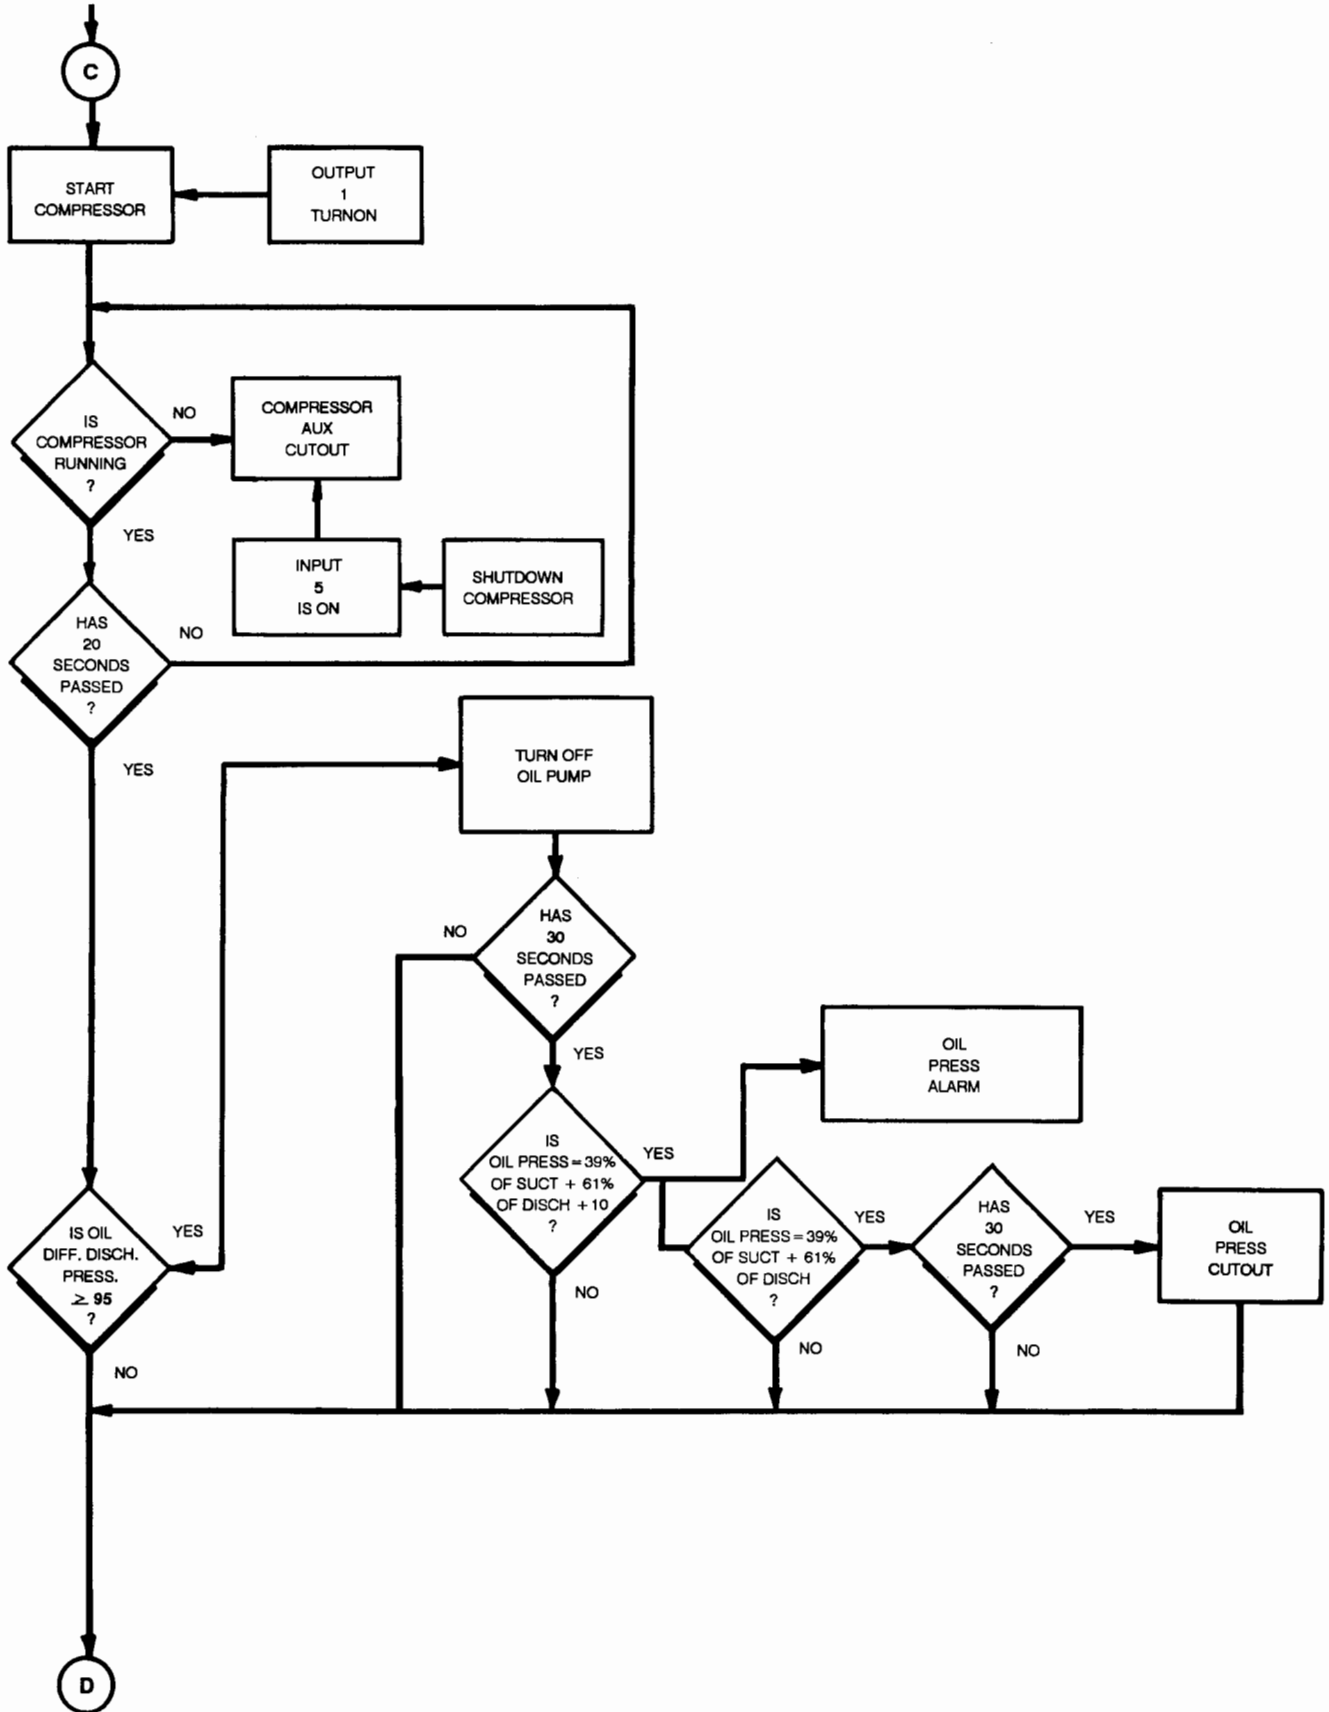 C
START
COMPRESSOR
OUTPUT
1
TURNON
IS
COMPRESSOR
RUNNING
?
NO
COMPRESSOR
AUX
CUTOUT
YES
INPUT
5
IS ON
SHUTDOWN
COMPRESSOR
HAS
20
SECONDS
PASSED
?
NO
YES
TURN OFF
OIL PUMP
HAS
30
SECONDS
PASSED
?
NO
YES
OIL
PRESS
ALARM
IS
OIL PRESS = 39%
OF SUCT + 61%
OF DISCH + 10
?
YES
NO
IS
OIL PRESS = 39%
OF SUCT + 61%
OF DISCH
?
YES
NO
HAS
30
SECONDS
PASSED
?
YES
NO
OIL
PRESS
CUTOUT
IS OIL
DIFF. DISCH.
PRESS.
≥ 95
?
YES
NO
D